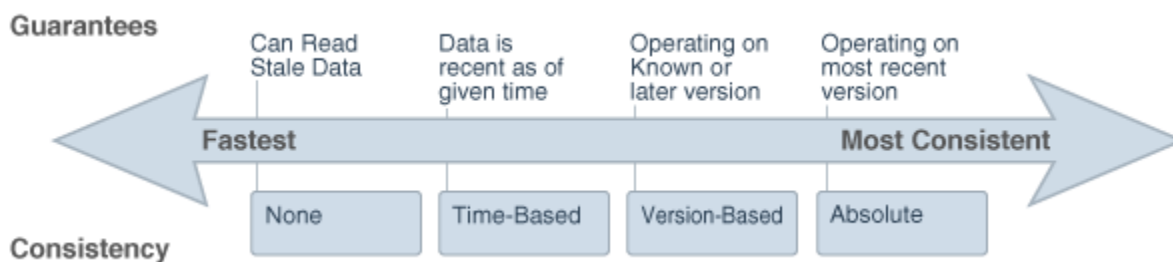 Guarantees
Can Read
Stale Data
Data is
recent as of
given time
Operating on
Known or
later version
Operating on
most recent
version
Fastest
Most Consistent
None
Time-Based
Version-Based
Absolute
Consistency